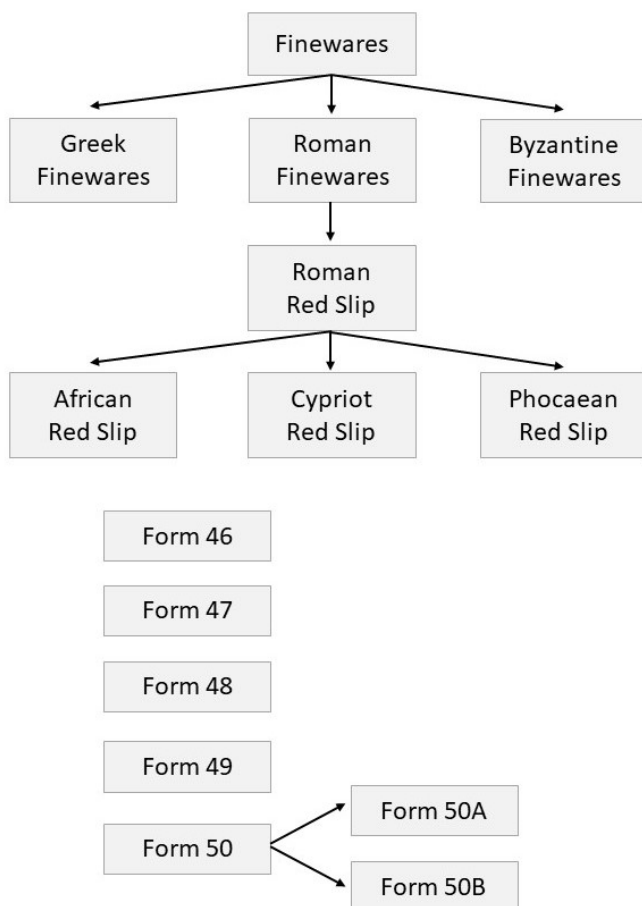 Finewares
Greek
Finewares
Roman
Finewares
Byzantine
Finewares
Roman
Red Slip
African
Red Slip
Cypriot
Red Slip
Phocaean
Red Slip
Form 46
Form 47
Form 48
Form 49
Form 50
Form 50A
Form 50B